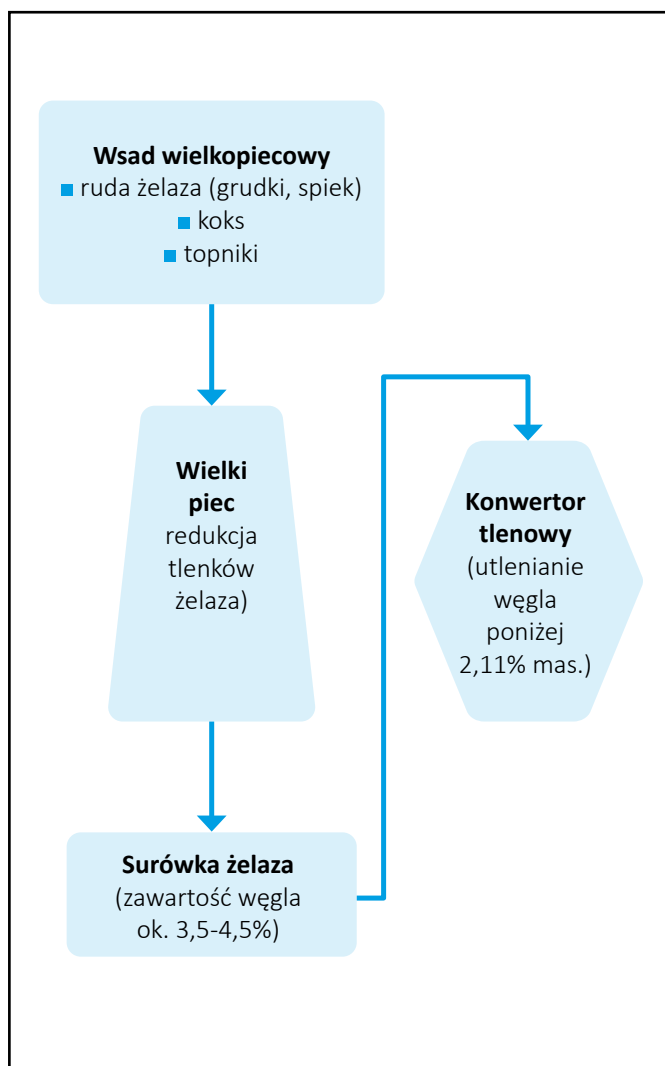 Wsad wielkopiecowy
■ ruda żelaza (grudki, spiek)
■ koks
■ topniki
Wielki
piec
redukcja
tlenków
żelaza)
Surówka żelaza
(zawartość węgla
ok. 3,5-4,5%)
Konwertor
tlenowy
(utlenianie
węgla
poniżej
2,11% mas.)